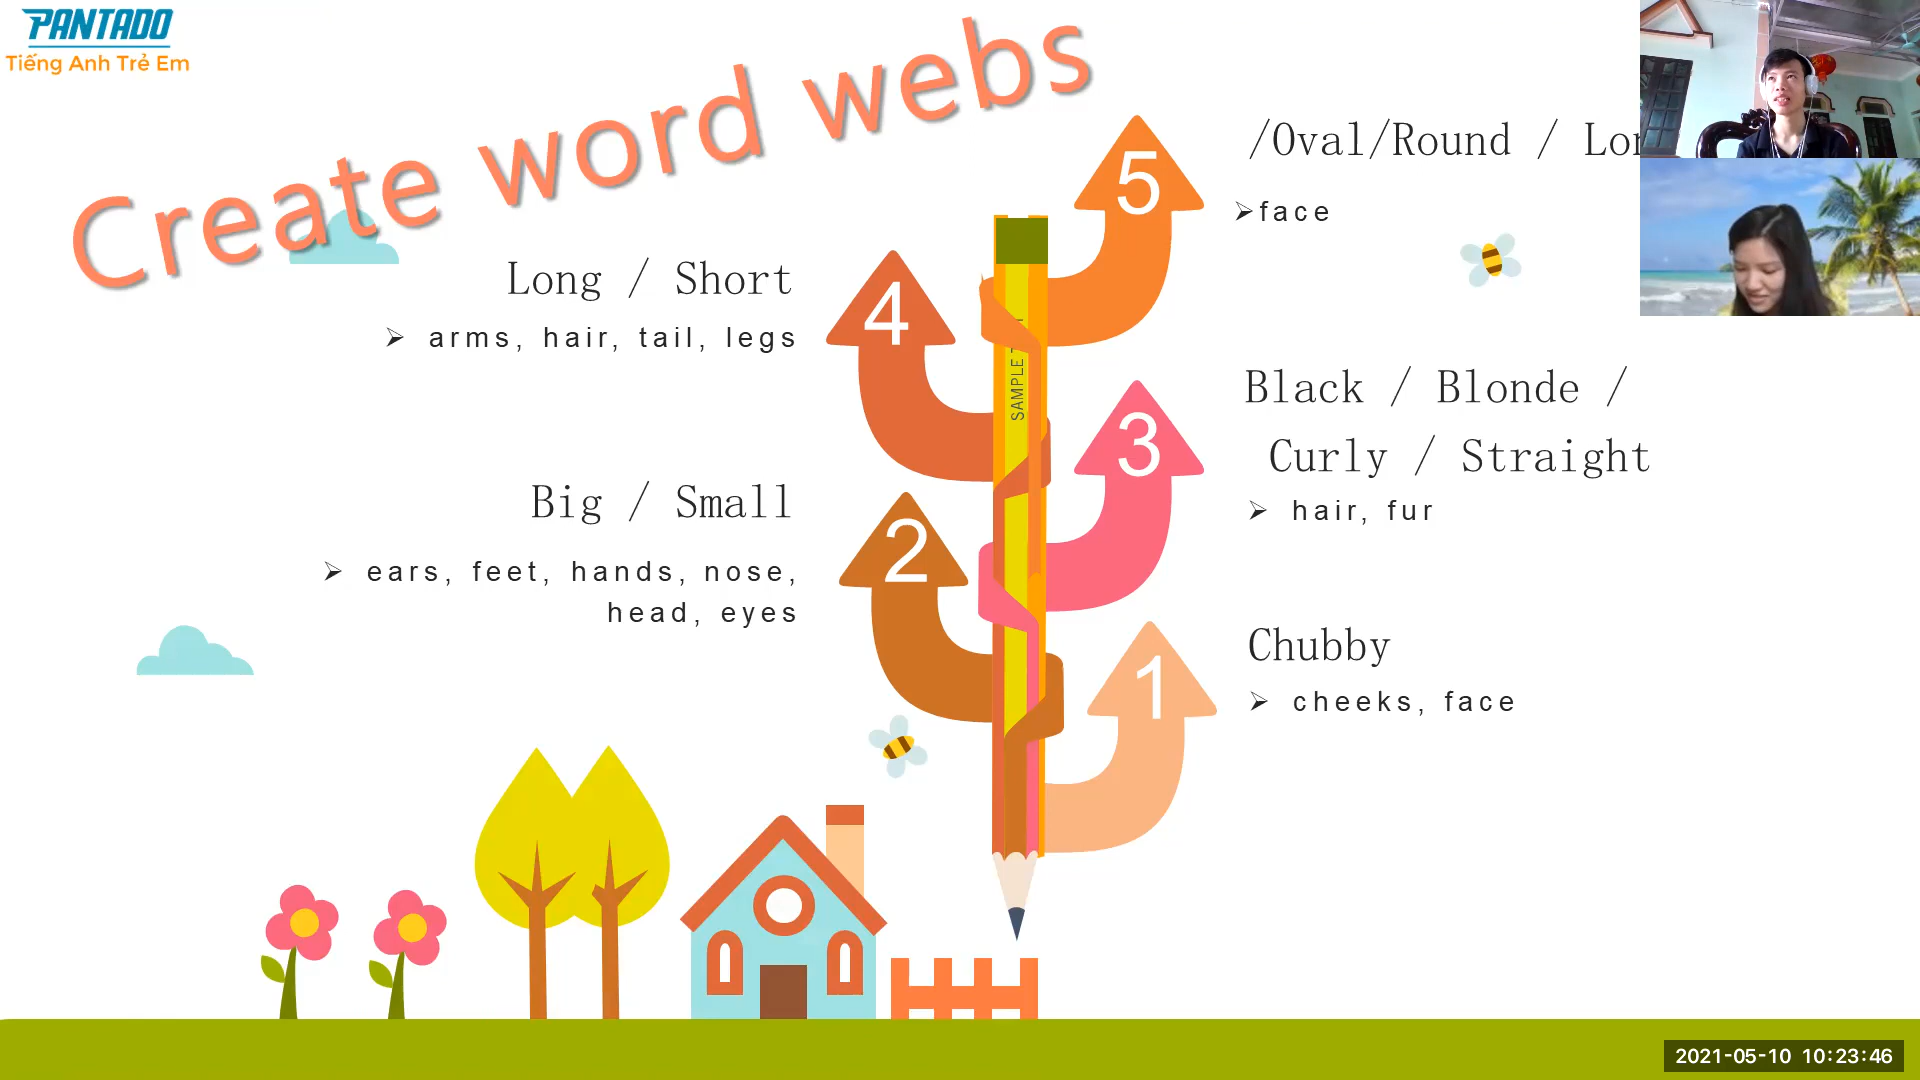 PANTADO
Tiếng Anh Trẻ Em
Create word webs
5
/Oval/Round /
face
4
Long / Short
arms, hair, tail, legs
SAMPLE
3
Black / Blonde /
Curly / Straight
hair, fur
2
Big / Small
ears, feet, hands, nose,
head, eyes
1
Chubby
cheeks, face
2021-05-10 10:23:46